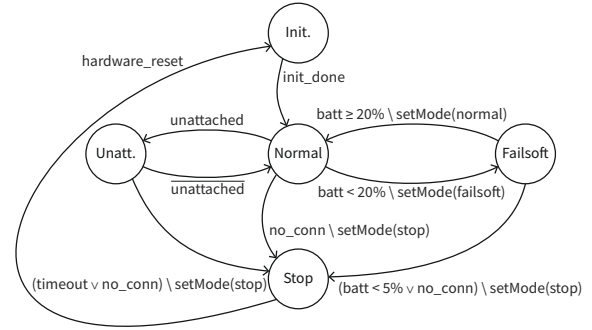 Init.
hardware_reset
init_done
unattached
batt ≥ 20% \ setMode(normal)
Unatt.
Normal
Failsoft
u̅n̅a̅t̅t̅a̅c̅h̅e̅d̅
batt < 20% \ setMode(failsoft)
no_conn \ setMode(stop)
Stop
(timeout ∨ no_conn) \ setMode(stop)
(batt < 5% ∨ no_conn) \ setMode(stop)